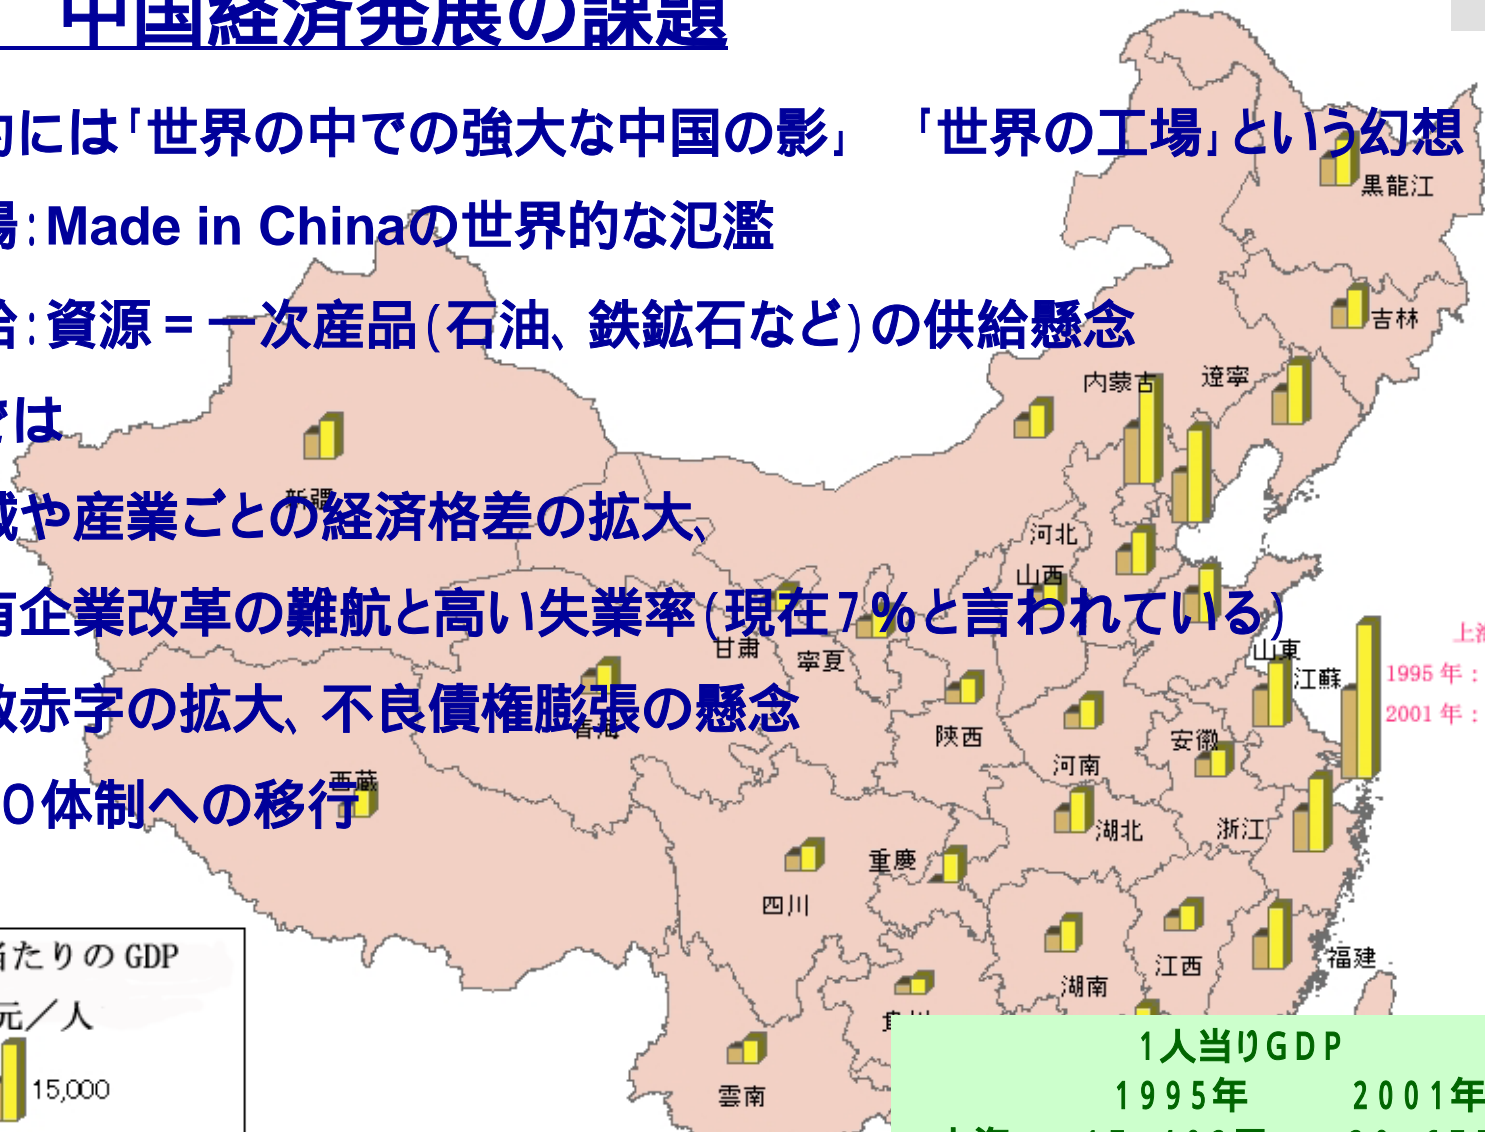 中国経済発展の課題
的には「世界の中での強大な中国の影」 「世界の工場」という幻想
場：Made in Chinaの世界的な氾濫
給：資源＝一次産品(石油、鉄鉱石など)の供給懸念
では
域や産業ごとの経済格差の拡大、
有企業改革の難航と高い失業率(現在7％と言われている)
赤字の拡大、不良債権膨張の懸念
O体制への移行
黒龍江
吉林
内蒙古
遼寧
新疆
河北
山西
甘粛
寧夏
山東
江蘇
上海
1995 年：
2001 年：
青海
陝西
河南
安徽
西蔵
湖北
浙江
重慶
四川
湖南
江西
福建
雲南
当たりの GDP
元／人
15,000
1人当りGDP
1995年 2001年